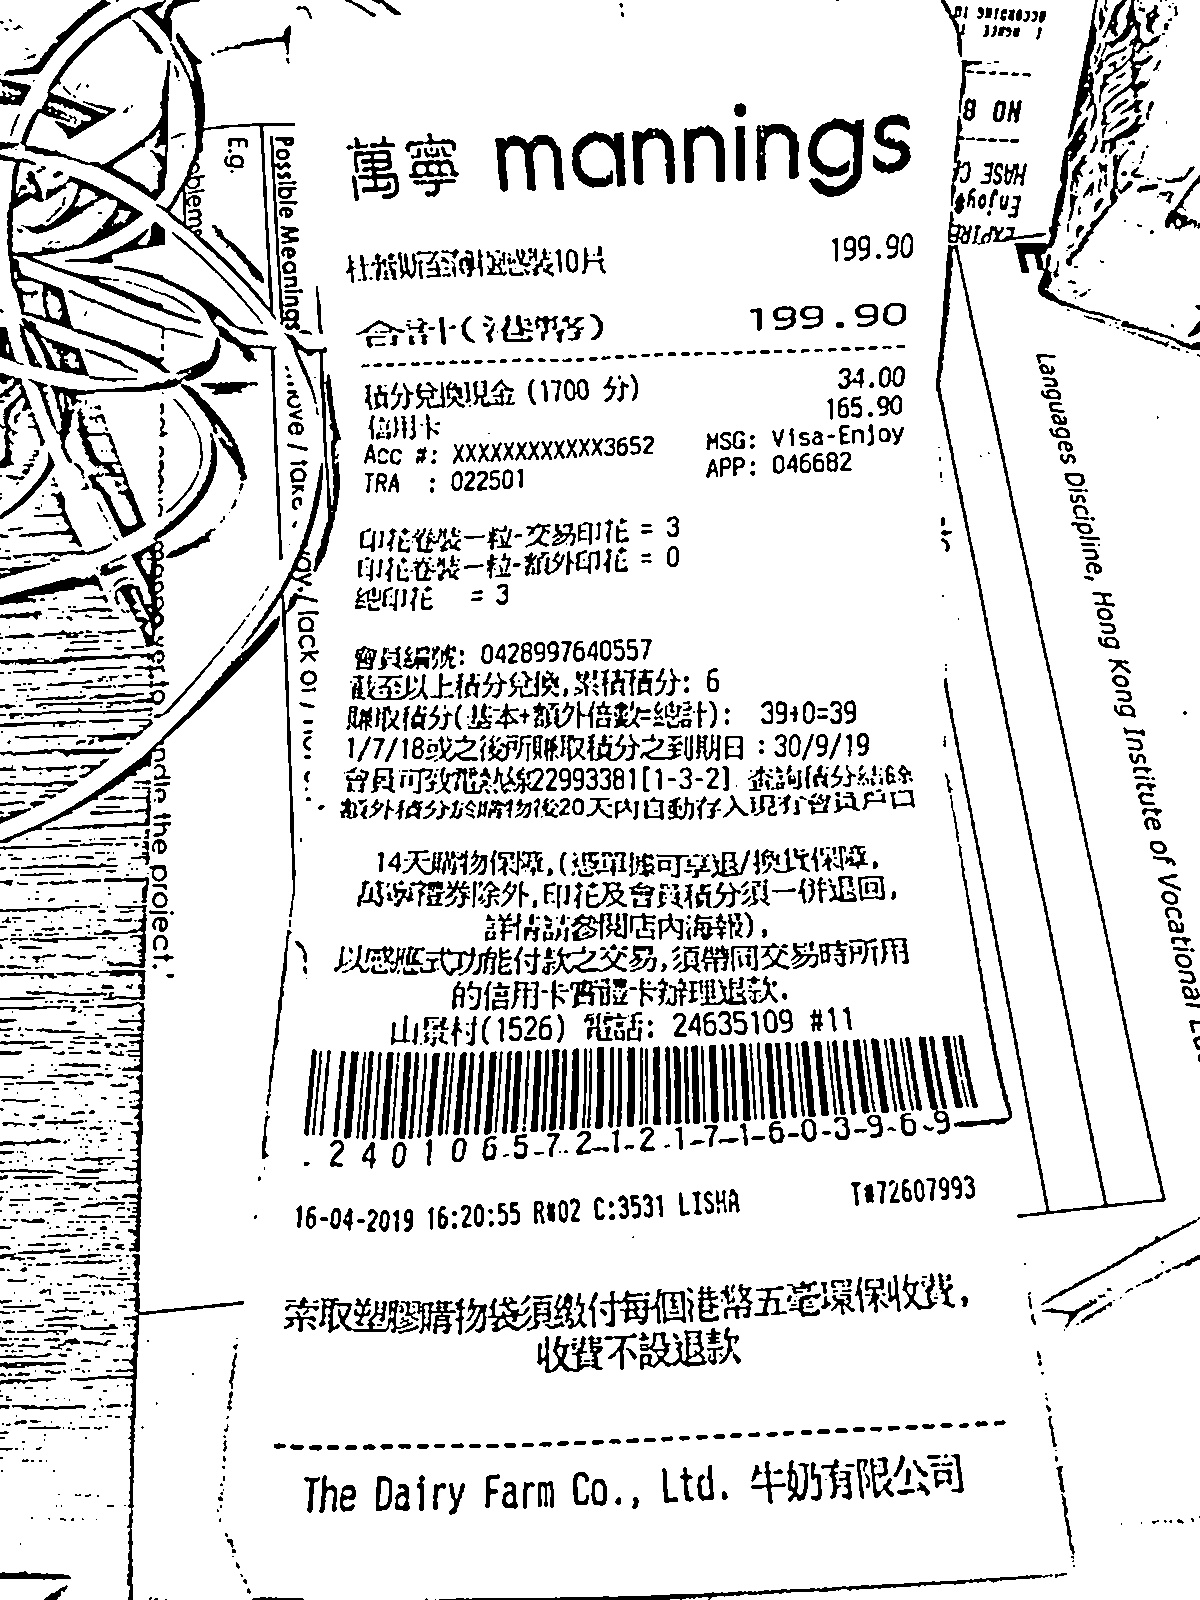 萬寧 mannings
杜蕾斯至薄幻隱裝10片 199.90
合計(港幣) 199.90
積分兌換現金 (1700 分) 34.00
信用卡 165.90
Acc #: XXXXXXXXXXXX3652 MSG: Visa-Enjoy
TRA : 022501 APP: 046682
印花卷裝一粒-交易印花 = 3
印花卷裝一粒-額外印花 = 0
總印花 = 3
會員編號: 0428997640557
截至以上積分兌換,累積積分: 6
賺取積分(基本+額外倍數=總計): 39+0=39
1/7/18或之後所賺取積分之到期日 : 30/9/19
會員可致電熱線22993381[1-3-2] 查詢積分結餘
額外積分於購物後20天內自動存入現有會員戶口
14天購物保障,(憑單據可享退/換貨保障,
萬寧禮券除外,印花及會員積分須一併退回,
詳情請參閱店內海報),
以感應式功能付款之交易,須帶同交易時所用
的信用卡實體卡辦理退款.
山景村(1526) 電話: 24635109 #11
2401065721217160 3969
16-04-2019 16:20:55 R#02 C:3531 LISHA T#72607993
索取塑膠購物袋須繳付每個港幣五毫環保收費,
收費不設退款
The Dairy Farm Co., Ltd. 牛奶有限公司
E.g.
Possible Meanings
lack of
the project.
Languages Discipline, Hong Kong Institute of Vocational
NO
Enjoy